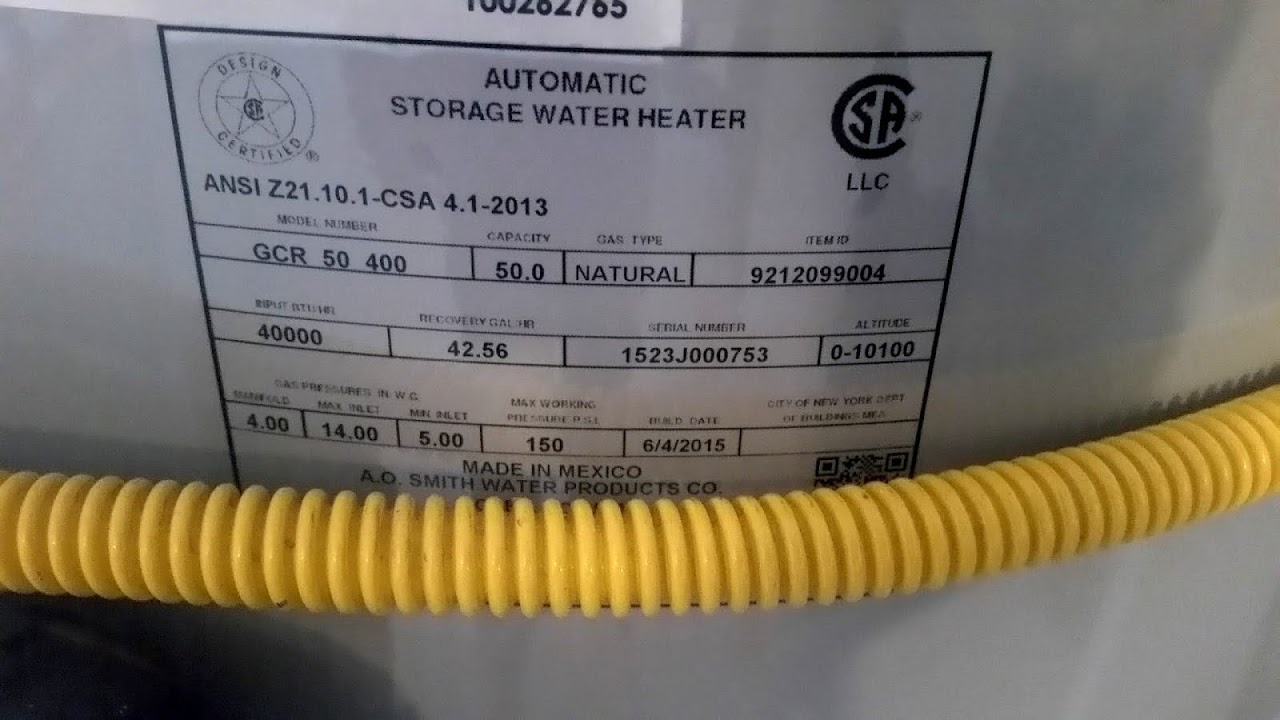 100262765
DESIGN
CERTIFIED
®
AUTOMATIC
STORAGE WATER HEATER
SA ®
LLC
ANSI Z21.10.1-CSA 4.1-2013
MODEL NUMBER CAPACITY GAS TYPE ITEM ID
GCR 50 400 50.0 NATURAL 9212099004
INPUT BTU/HR RECOVERY GAL/HR SERIAL NUMBER ALTITUDE
40000 42.56 1523J000753 0-10100
GAS PRESSURES IN W.C.
MANIFOLD MAX INLET MIN INLET MAX WORKING PRESSURE P.S.I. BUILD DATE CITY OF NEW YORK DEPT OF BUILDINGS MEA
4.00 14.00 5.00 150 6/4/2015
MADE IN MEXICO
A.O. SMITH WATER PRODUCTS CO.